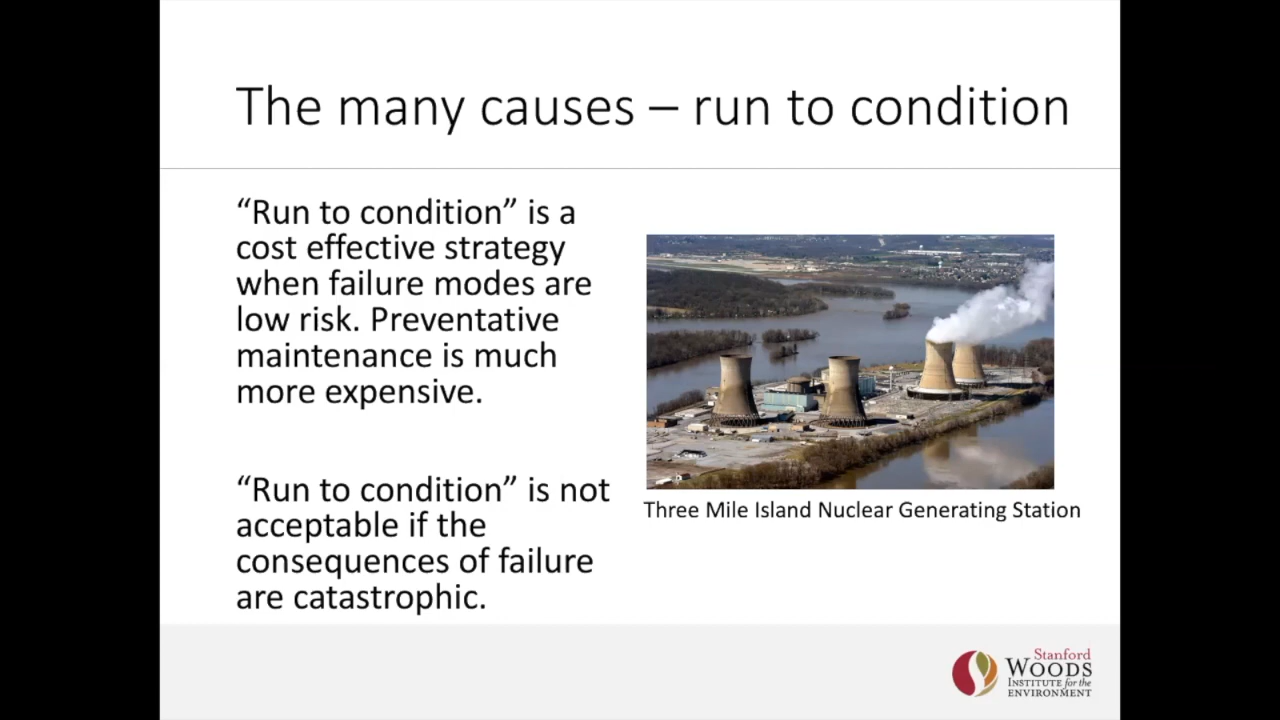 The many causes – run to condition
“Run to condition” is a
cost effective strategy
when failure modes are
low risk. Preventative
maintenance is much
more expensive.
“Run to condition” is not
acceptable if the
consequences of failure
are catastrophic.
Three Mile Island Nuclear Generating Station
Stanford
WOODS
INSTITUTE for the
ENVIRONMENT